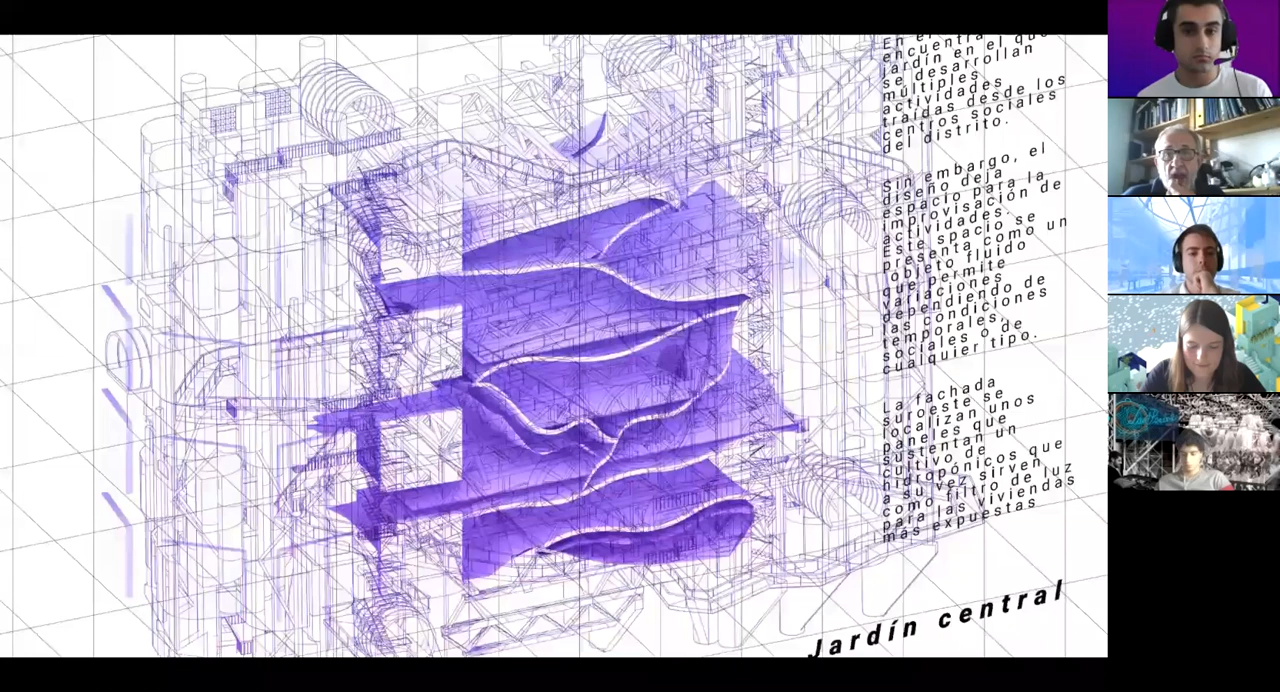 encuentra
jardín en el que
se desarrollan
múltiples
actividades
traídas desde los
centros sociales
del distrito.
Sin embargo, el
diseño deja
espacio para la
improvisación de
actividades.
Este spacio se
presenta como un
objeto fluido
que permite
variaciones
dependiendo de
las condiciones
temporales,
sociales o de
cualquier tipo.
La fachada
suroeste se
localizan unos
paneles que
sustentan un
cultivo de
hidropónicos que
a su vez sirven
como filtro de luz
para las viviendas
más expuestas
Jardín central